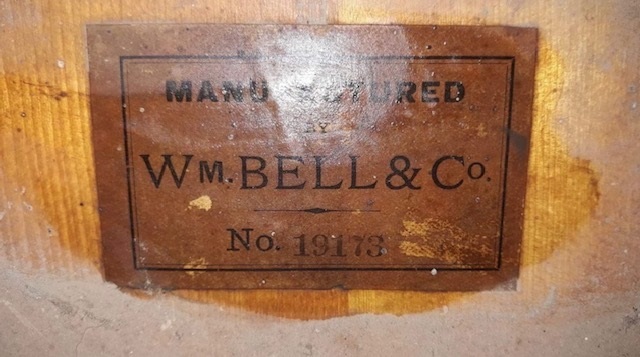 MANUFACTURED
BY
WM. BELL & CO.
No. 19173